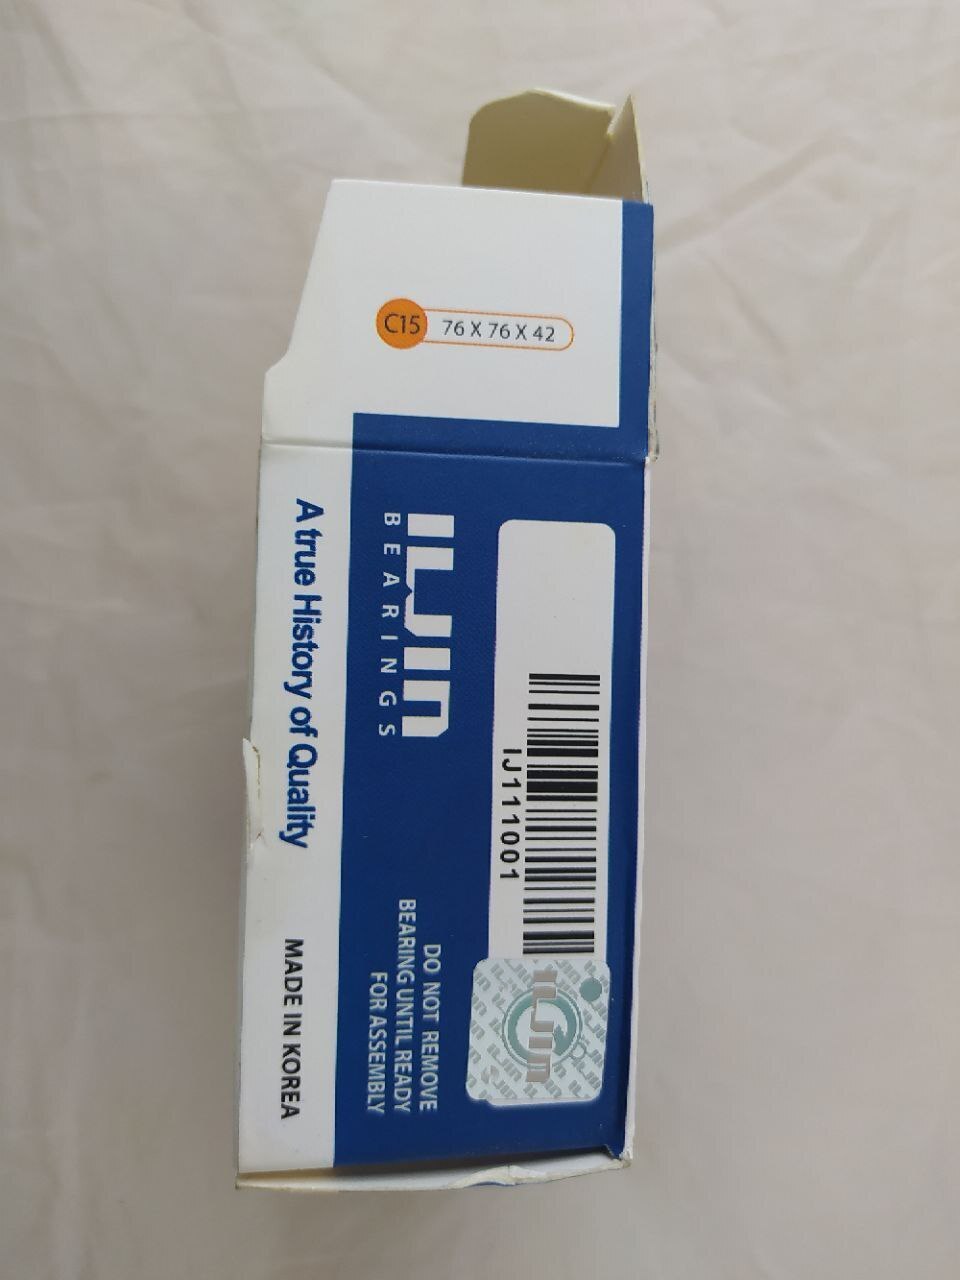 C15 76 X 76 X 42
ILJIN
BEARINGS
IJ111001
ILJIN
DO NOT REMOVE
BEARING UNTIL READY
FOR ASSEMBLY
A true History of Quality
MADE IN KOREA